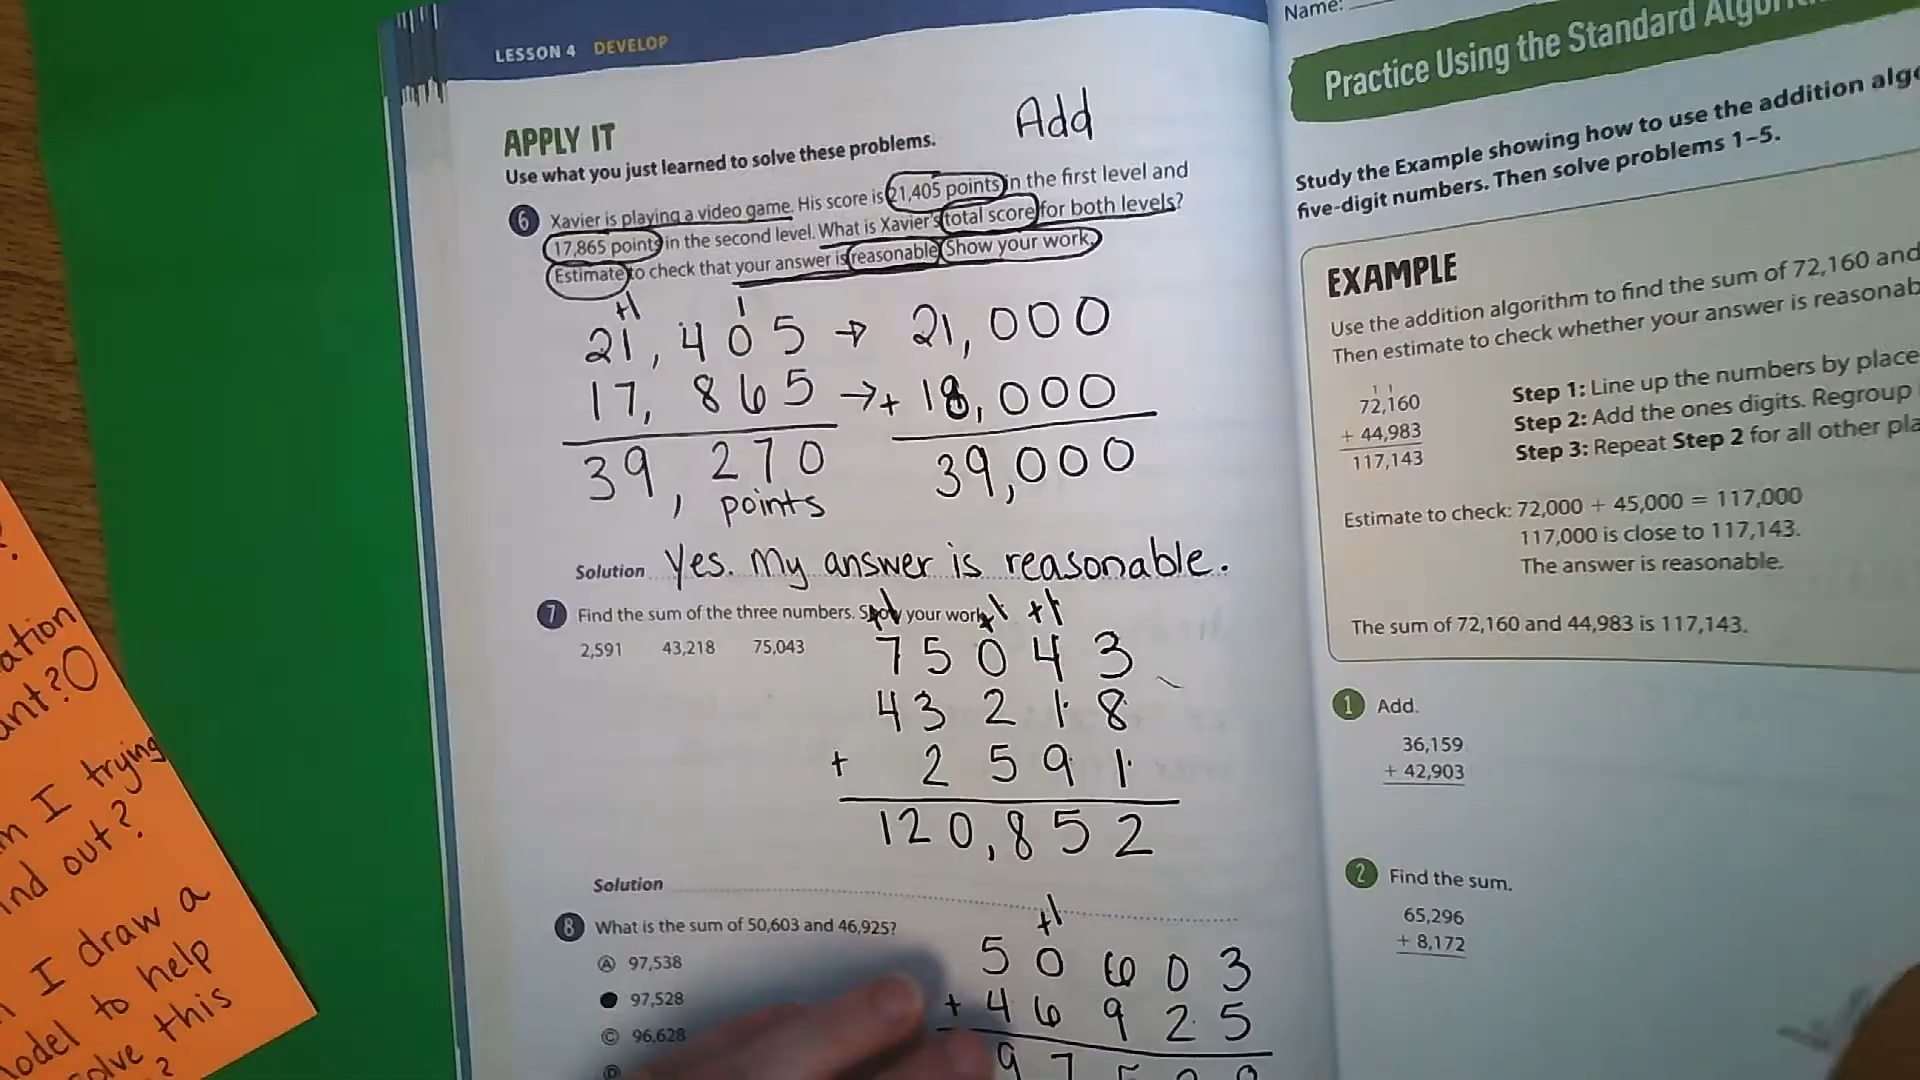 LESSON 4 DEVELOP
APPLY IT
Add
Use what you just learned to solve these problems.
6 Xavier is playing a video game. His score is 21,405 points in the first level and
17,865 points in the second level. What is Xavier's total score for both levels?
Estimate to check that your answer is reasonable. Show your work.
+1 1
21,405 → 21,000
17,865 → + 18,000
39,270 39,000
points
Solution Yes. My answer is reasonable.
7 Find the sum of the three numbers. Show your work.
2,591 43,218 75,043
+1
75043
43218
+ 2591
120,852
Solution
8 What is the sum of 50,603 and 46,925?
+1
50603
+ 46925
A 97,538
97,528
C 96,628
D
Name:
Practice Using the Standard
Study the Example showing how to use the addition
five-digit numbers. Then solve problems 1–5.
EXAMPLE
Use the addition algorithm to find the sum of 72,160 and
Then estimate to check whether your answer is
1 1
72,160
+ 44,983
117,143
Step 1: Line up the numbers by place
Step 2: Add the ones digits. Regroup
Step 3: Repeat Step 2 for all other
Estimate to check: 72,000 + 45,000 = 117,000
117,000 is close to 117,143.
The answer is reasonable.
The sum of 72,160 and 44,983 is 117,143.
1 Add.
36,159
+ 42,903
2 Find the sum.
65,296
+ 8,172
?
I trying
out?
I draw a
to help
this
?